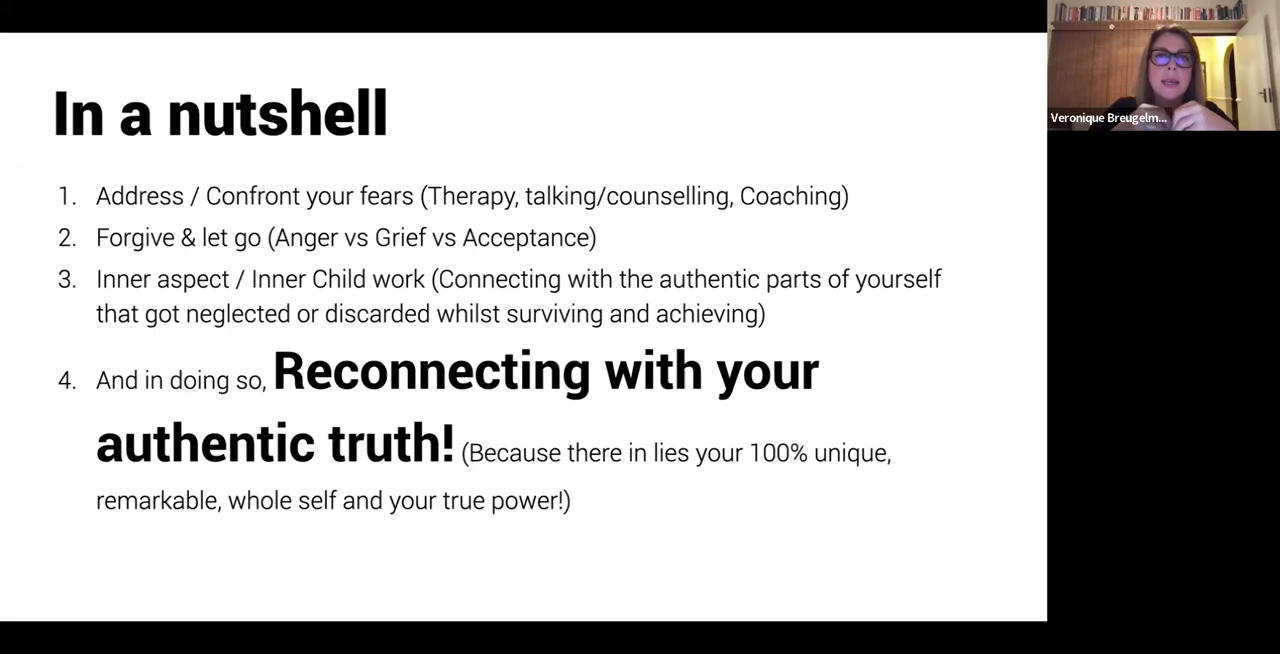 In a nutshell
1. Address / Confront your fears (Therapy, talking/counselling, Coaching)
2. Forgive & let go (Anger vs Grief vs Acceptance)
3. Inner aspect / Inner Child work (Connecting with the authentic parts of yourself
that got neglected or discarded whilst surviving and achieving)
4. And in doing so, Reconnecting with your
authentic truth! (Because there in lies your 100% unique,
remarkable, whole self and your true power!)
Veronique Breugelm...